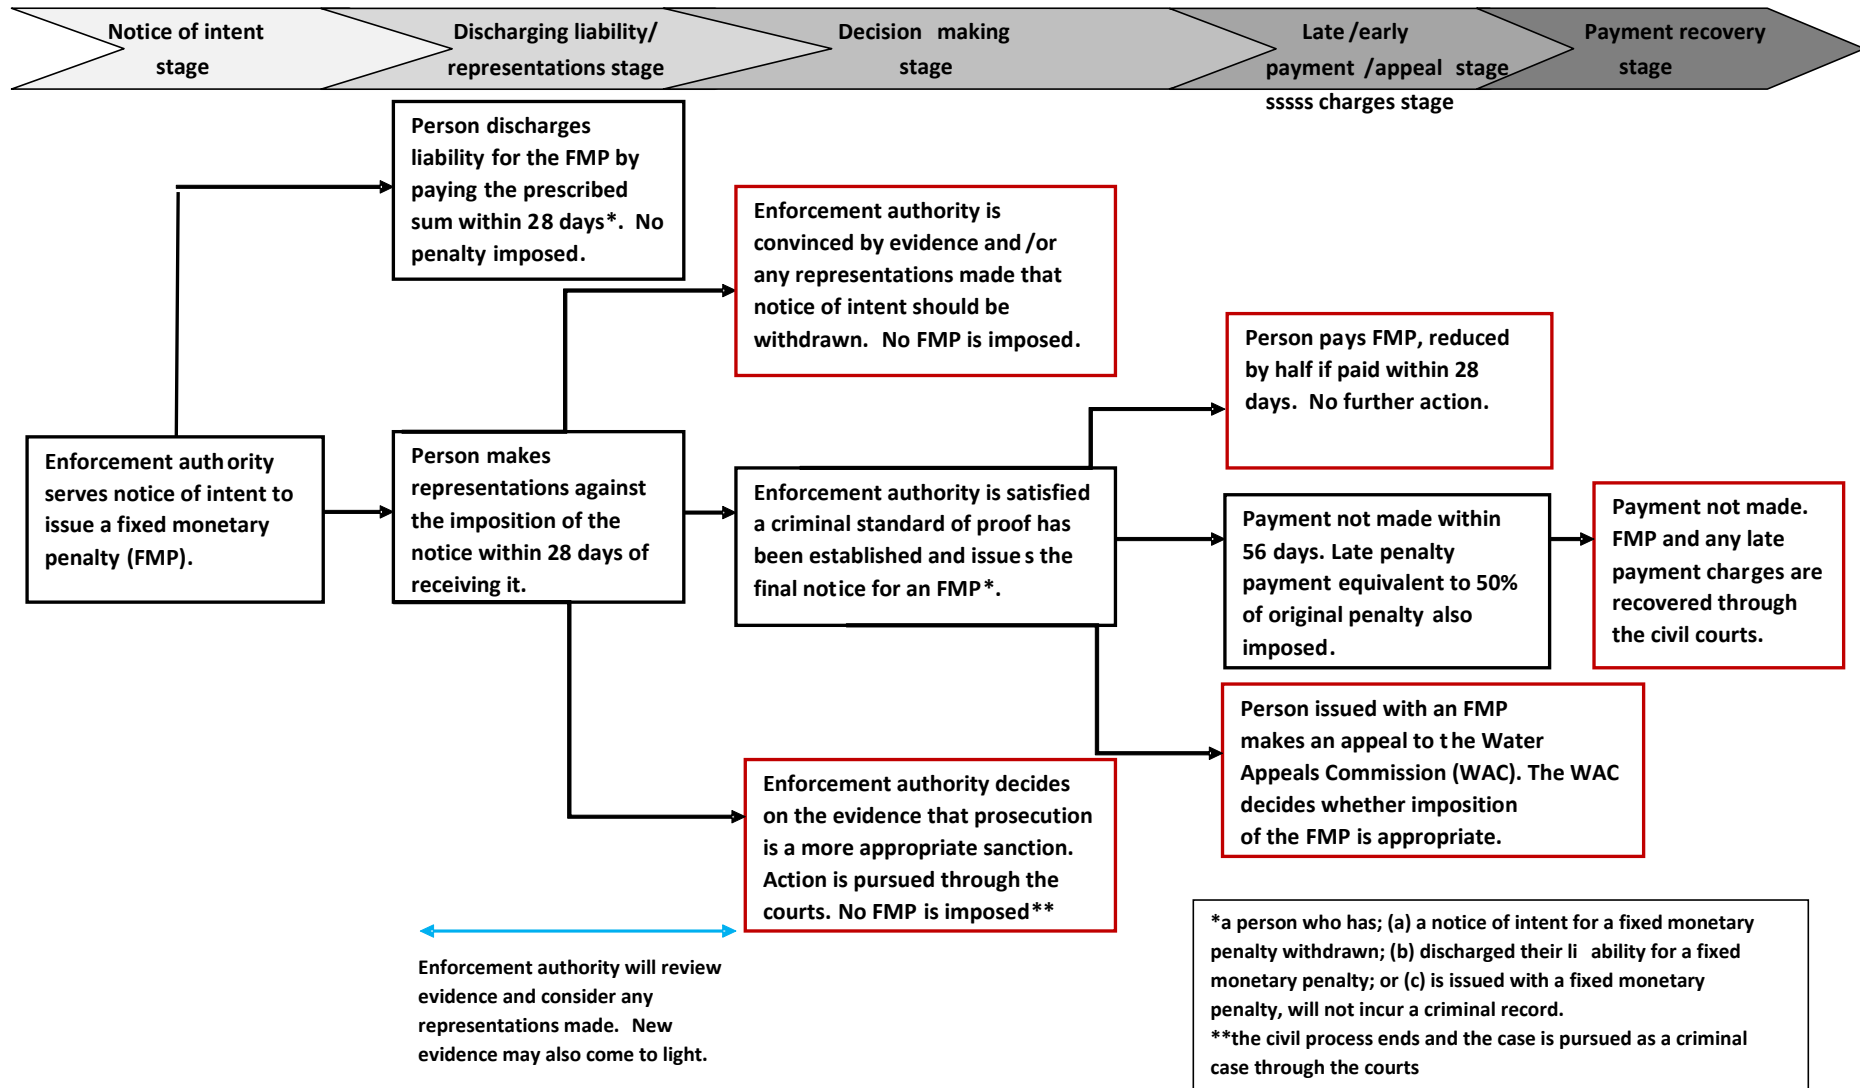 Notice of intent
stage
Discharging liability/
representations stage
Decision making
stage
Late /early
payment /appeal stage
sssss charges stage
Payment recovery
stage
Person discharges
liability for the FMP by
paying the prescribed
sum within 28 days*. No
penalty imposed.
Enforcement authority is
convinced by evidence and /or
any representations made that
notice of intent should be
withdrawn. No FMP is imposed.
Person pays FMP, reduced
by half if paid within 28
days. No further action.
Enforcement authority
serves notice of intent to
issue a fixed monetary
penalty (FMP).
Person makes
representations against
the imposition of the
notice within 28 days of
receiving it.
Enforcement authority is satisfied
a criminal standard of proof has
been established and issues the
final notice for an FMP*.
Payment not made within
56 days. Late penalty
payment equivalent to 50%
of original penalty also
imposed.
Payment not made.
FMP and any late
payment charges are
recovered through
the civil courts.
Person issued with an FMP
makes an appeal to the Water
Appeals Commission (WAC). The WAC
decides whether imposition
of the FMP is appropriate.
Enforcement authority decides
on the evidence that prosecution
is a more appropriate sanction.
Action is pursued through the
courts. No FMP is imposed**
Enforcement authority will review
evidence and consider any
representations made. New
evidence may also come to light.
*a person who has; (a) a notice of intent for a fixed monetary
penalty withdrawn; (b) discharged their li ability for a fixed
monetary penalty; or (c) is issued with a fixed monetary
penalty, will not incur a criminal record.
**the civil process ends and the case is pursued as a criminal
case through the courts